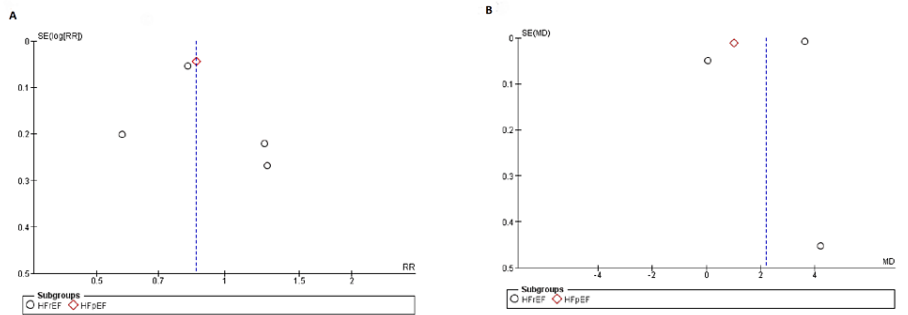 A
SE(log[RR])
0
0.1
0.2
0.3
0.4
0.5
0.5 0.7 1 1.5 2
RR
Subgroups
HFrEF HFpEF
B
SE(MD)
0
0.1
0.2
0.3
0.4
0.5
-4 -2 0 2 4
MD
Subgroups
HFrEF HFpEF